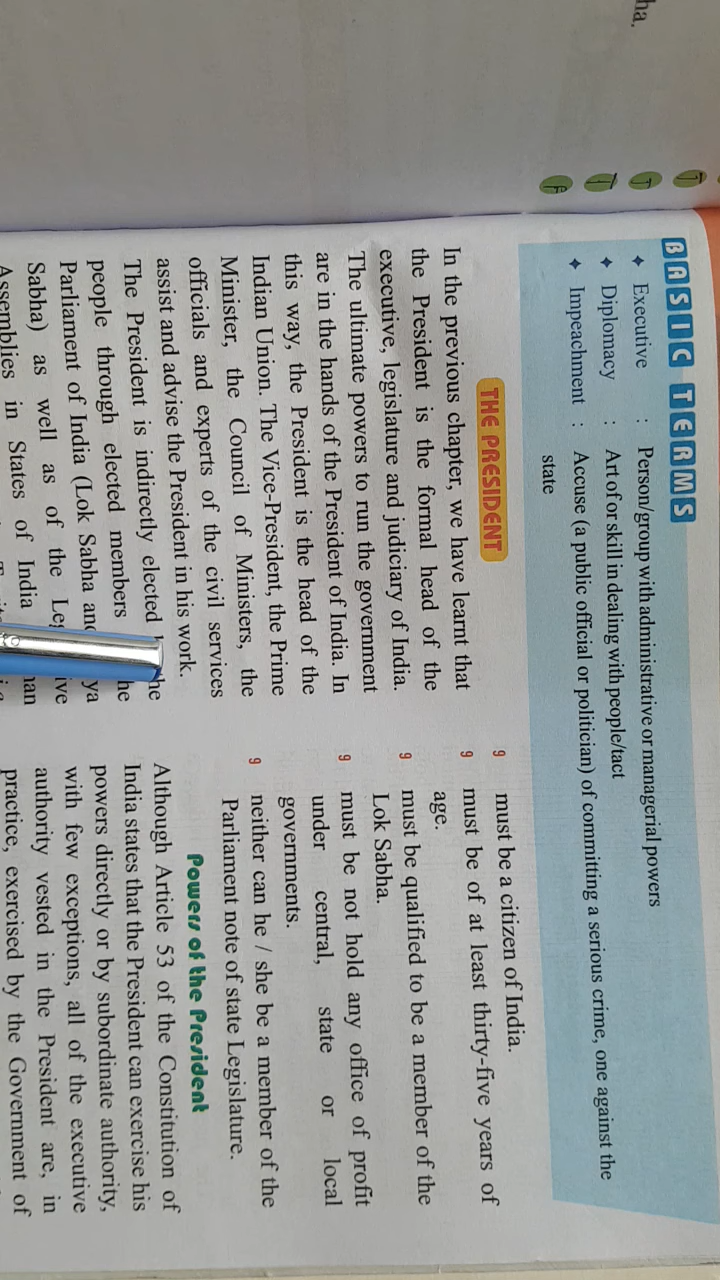 ha.
T
T
T
F
BASIC TERMS
✦ Executive : Person/group with administrative or managerial powers
✦ Diplomacy : Art of or skill in dealing with people/tact
✦ Impeachment : Accuse (a public official or politician) of committing a serious crime, one against the
state
THE PRESIDENT
In the previous chapter, we have learnt that
the President is the formal head of the
executive, legislature and judiciary of India.
The ultimate powers to run the government
are in the hands of the President of India. In
this way, the President is the head of the
Indian Union. The Vice-President, the Prime
Minister, the Council of Ministers, the
officials and experts of the civil services
assist and advise the President in his work.
The President is indirectly elected he
people through elected members he
Parliament of India (Lok Sabha and ya
Sabha) as well as of the Leg ive
Assemblies in States of India han
must be a citizen of India.
must be of at least thirty-five years of
age.
must be qualified to be a member of the
Lok Sabha.
must be not hold any office of profit
under central, state or local
governments.
neither can he / she be a member of the
Parliament note of state Legislature.
Powers of the President
Although Article 53 of the Constitution of
India states that the President can exercise his
powers directly or by subordinate authority,
with few exceptions, all of the executive
authority vested in the President are, in
practice, exercised by the Government of